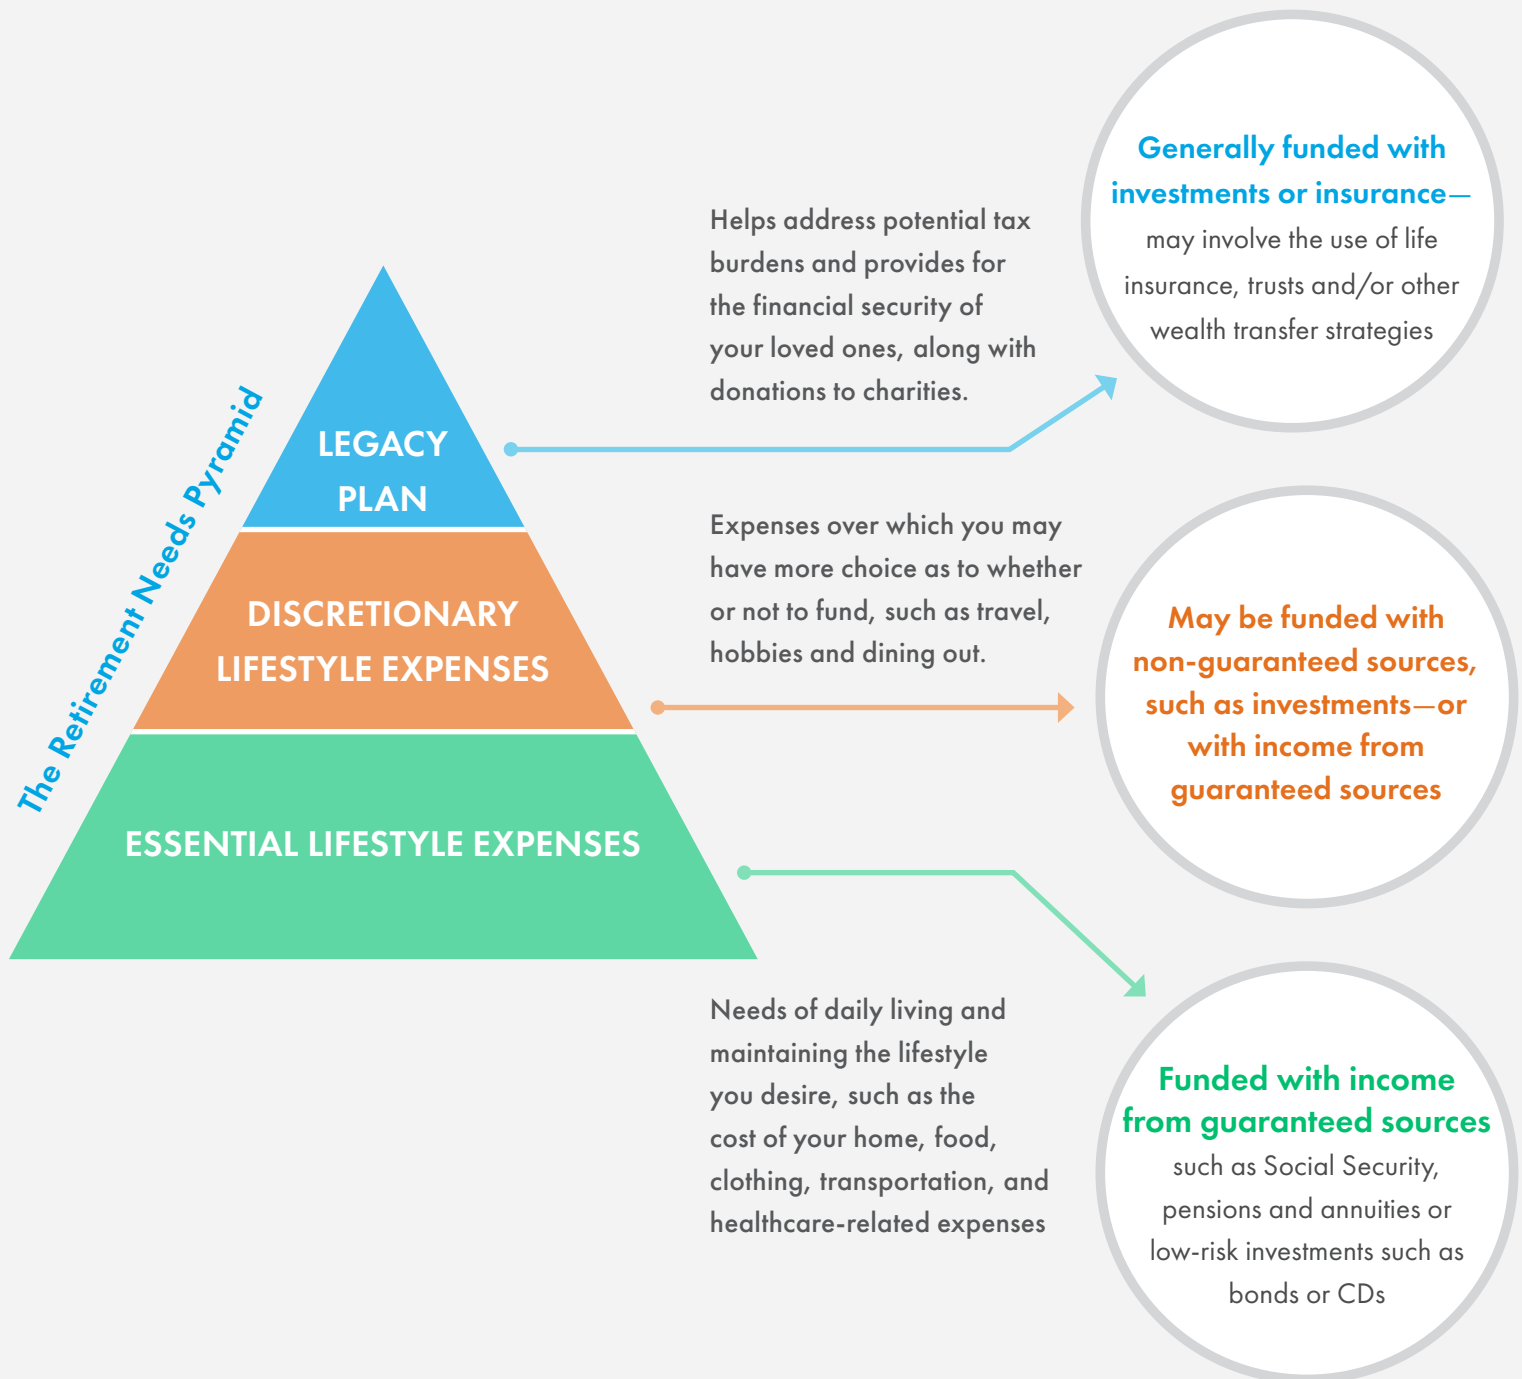 The Retirement Needs Pyramid
LEGACY
PLAN
DISCRETIONARY
LIFESTYLE EXPENSES
ESSENTIAL LIFESTYLE EXPENSES
Helps address potential tax
burdens and provides for
the financial security of
your loved ones, along with
donations to charities.
Generally funded with
investments or insurance—
may involve the use of life
insurance, trusts and/or other
wealth transfer strategies
Expenses over which you may
have more choice as to whether
or not to fund, such as travel,
hobbies and dining out.
May be funded with
non-guaranteed sources,
such as investments—or
with income from
guaranteed sources
Needs of daily living and
maintaining the lifestyle
you desire, such as the
cost of your home, food,
clothing, transportation, and
healthcare-related expenses
Funded with income
from guaranteed sources
such as Social Security,
pensions and annuities or
low-risk investments such as
bonds or CDs